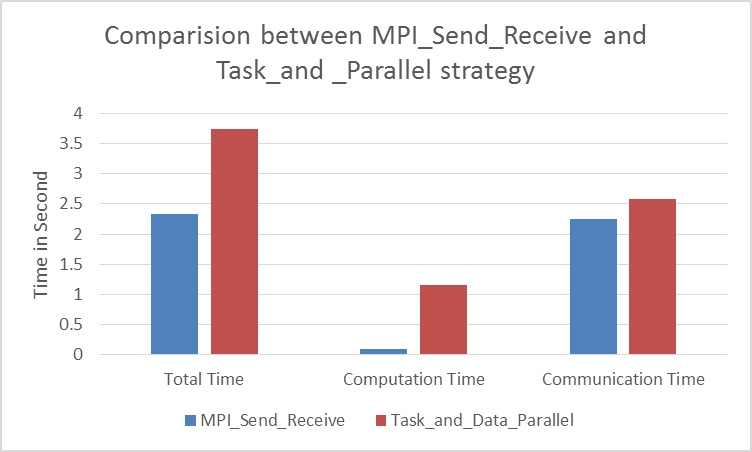 Comparision between MPI_Send_Receive and
Task_and _Parallel strategy
Time in Second
4
3.5
3
2.5
2
1.5
1
0.5
0
Total Time
Computation Time
Communication Time
MPI_Send_Receive
Task_and_Data_Parallel